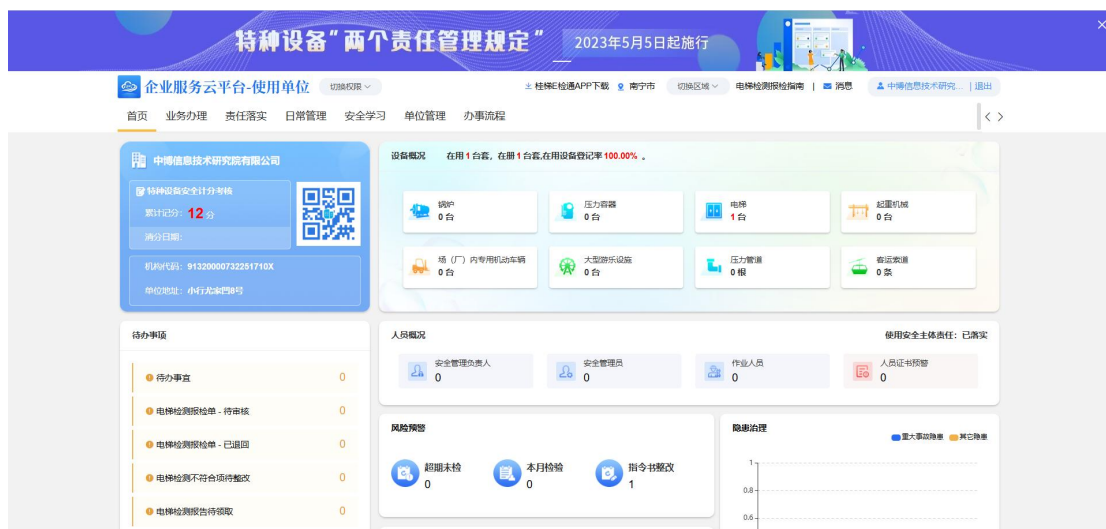 特种设备"两个责任管理规定" 2023年5月5日起施行
企业服务云平台-使用单位 切换权限 桂梯E检通APP下载 南宁市 切换区域 电梯检测报检指南 | 消息 中博信息技术研究... | 退出
首页 业务办理 责任落实 日常管理 安全学习 单位管理 办事流程
中博信息技术研究院有限公司
特种设备安全计分考核
累计记分: 12 分
清分日期:
机构代码: 91320000732251710X
单位地址: 小行尤家凹8号
设备概况 在用 1 台套, 在册 1 台套,在用设备登记率 100.00% 。
锅炉
0 台
压力容器
0 台
电梯
1 台
起重机械
0 台
场(厂)内专用机动车辆
0 台
大型游乐设施
0 台
压力管道
0 根
客运索道
0 条
待办事项
待办事宜 0
电梯检测报检单 - 待审核 0
电梯检测报检单 - 已退回 0
电梯检测不符合项待整改 0
电梯检测报告待领取 0
人员概况 使用安全主体责任: 已落实
安全管理负责人
0
安全管理员
0
作业人员
0
人员证书预警
0
风险预警
超期未检
0
本月检验
0
指令书整改
1
隐患治理
重大事故隐患 其它隐患
1
0.8
0.6